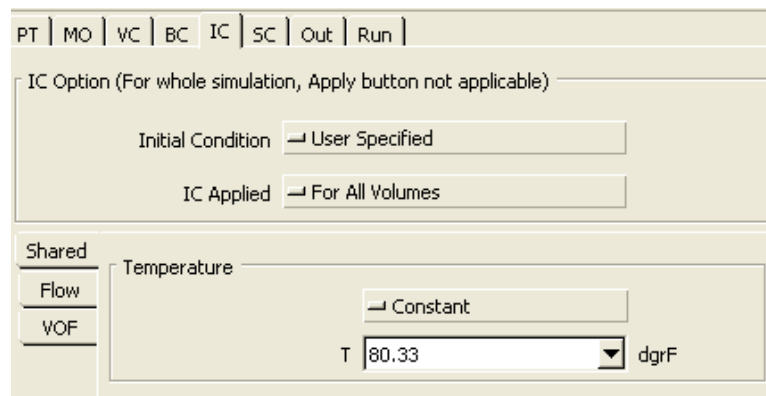 PT MO VC BC IC SC Out Run
IC Option (For whole simulation, Apply button not applicable)
Initial Condition User Specified
IC Applied For All Volumes
Shared
Flow
VOF
Temperature
Constant
T 80.33 dgrF